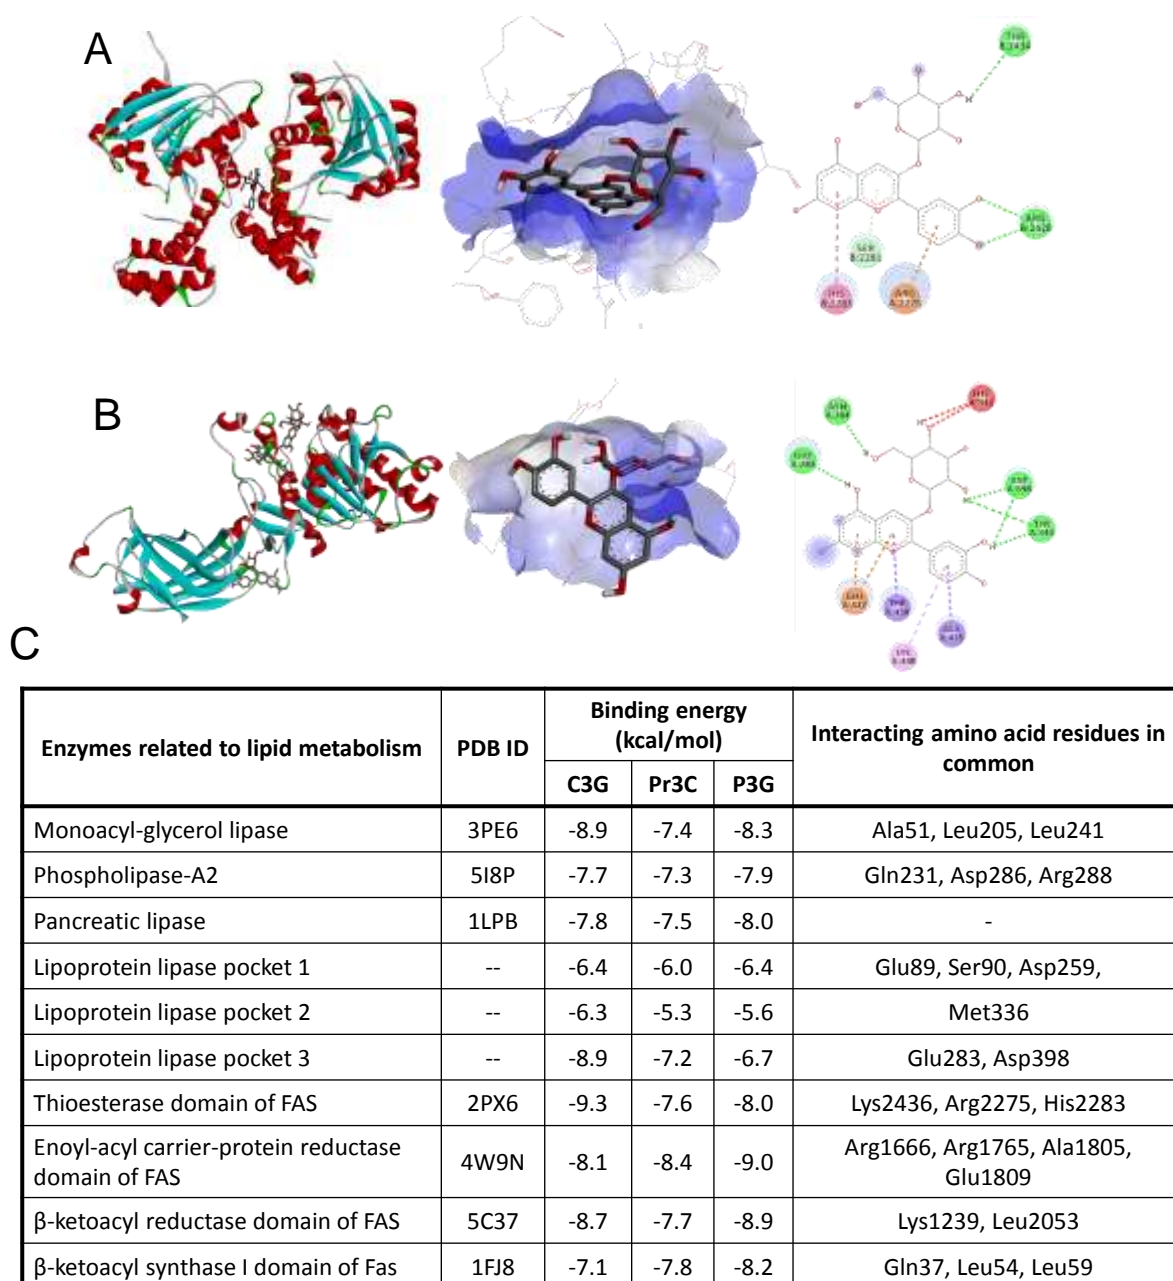 A
B
C
Enzymes related to lipid metabolism | PDB ID | Binding energy (kcal/mol) | Interacting amino acid residues in common
C3G | Pr3C | P3G
Monoacyl-glycerol lipase | 3PE6 | -8.9 | -7.4 | -8.3 | Ala51, Leu205, Leu241
Phospholipase-A2 | 5I8P | -7.7 | -7.3 | -7.9 | Gln231, Asp286, Arg288
Pancreatic lipase | 1LPB | -7.8 | -7.5 | -8.0 | -
Lipoprotein lipase pocket 1 | -- | -6.4 | -6.0 | -6.4 | Glu89, Ser90, Asp259,
Lipoprotein lipase pocket 2 | -- | -6.3 | -5.3 | -5.6 | Met336
Lipoprotein lipase pocket 3 | -- | -8.9 | -7.2 | -6.7 | Glu283, Asp398
Thioesterase domain of FAS | 2PX6 | -9.3 | -7.6 | -8.0 | Lys2436, Arg2275, His2283
Enoyl-acyl carrier-protein reductase domain of FAS | 4W9N | -8.1 | -8.4 | -9.0 | Arg1666, Arg1765, Ala1805, Glu1809
β-ketoacyl reductase domain of FAS | 5C37 | -8.7 | -7.7 | -8.9 | Lys1239, Leu2053
β-ketoacyl synthase I domain of Fas | 1FJ8 | -7.1 | -7.8 | -8.2 | Gln37, Leu54, Leu59